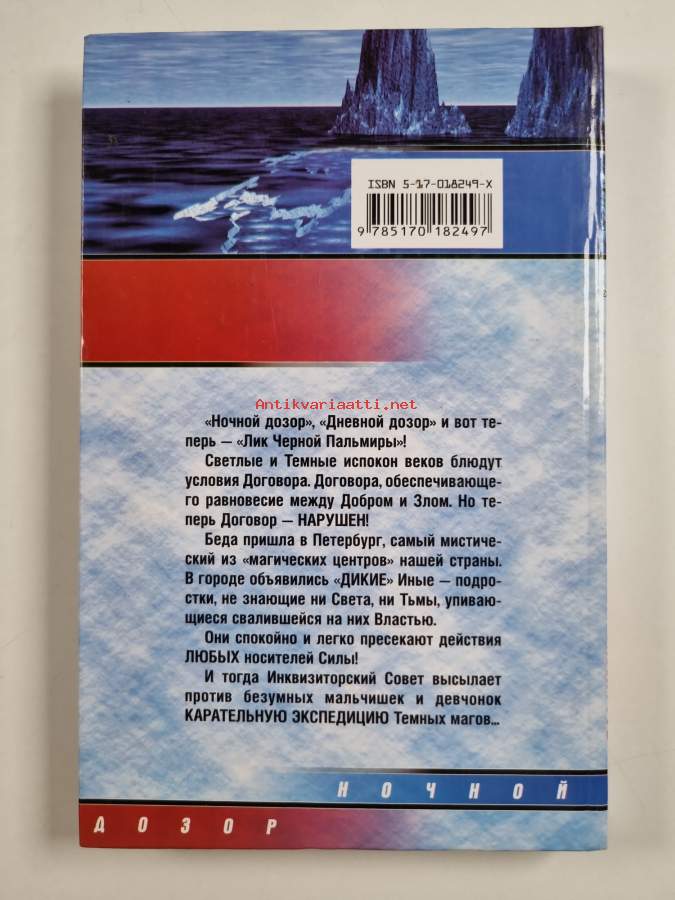 ISBN 5-17-018249-X
9 785170 182497
Antikvariaatti.net
«Ночной дозор», «Дневной дозор» и вот те-
перь — «Лик Черной Пальмиры»!
Светлые и Темные испокон веков блюдут
условия Договора. Договора, обеспечивающе-
го равновесие между Добром и Злом. Но те-
перь Договор — НАРУШЕН!
Беда пришла в Петербург, самый мистиче-
ский из «магических центров» нашей страны.
В городе объявились «ДИКИЕ» Иные — подро-
стки, не знающие ни Света, ни Тьмы, упиваю-
щиеся свалившейся на них Властью.
Они спокойно и легко пресекают действия
ЛЮБЫХ носителей Силы!
И тогда Инквизиторский Совет высылает
против безумных мальчишек и девчонок
КАРАТЕЛЬНУЮ ЭКСПЕДИЦИЮ Темных магов...
НОЧНОЙ
ДОЗОР